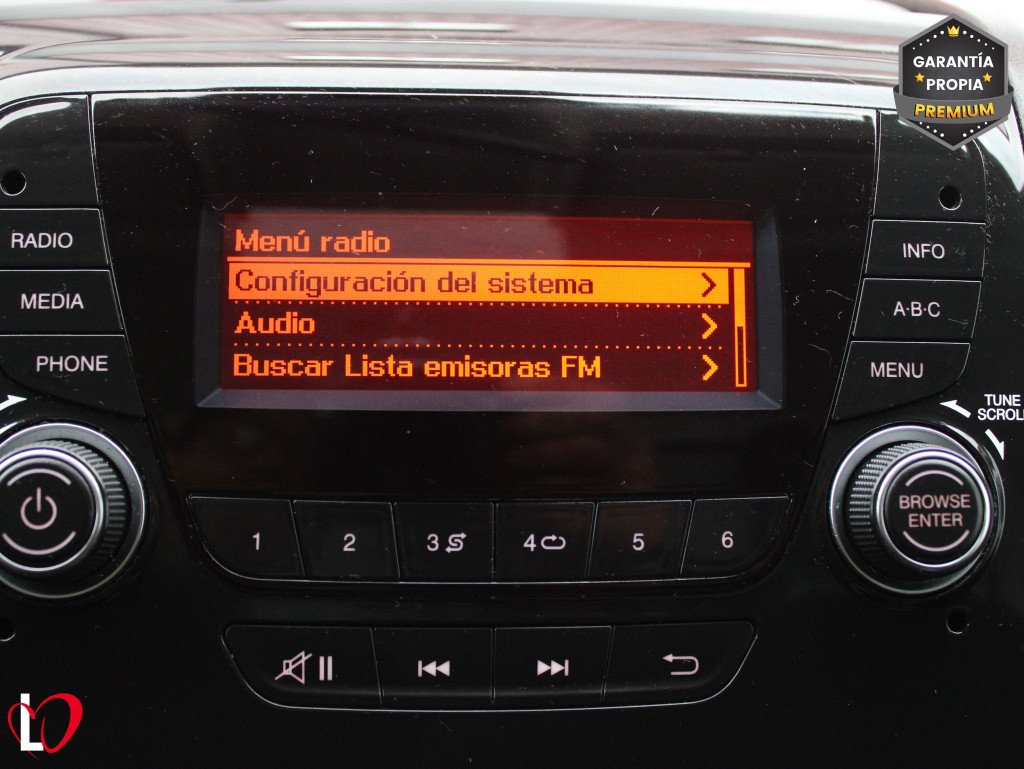 GARANTÍA
PROPIA
PREMIUM
Menú radio
Configuración del sistema
Audio
Buscar Lista emisoras FM
RADIO
MEDIA
PHONE
INFO
A·B·C
MENU
TUNE
SCROLL
BROWSE
ENTER
1
2
3
4
5
6
L